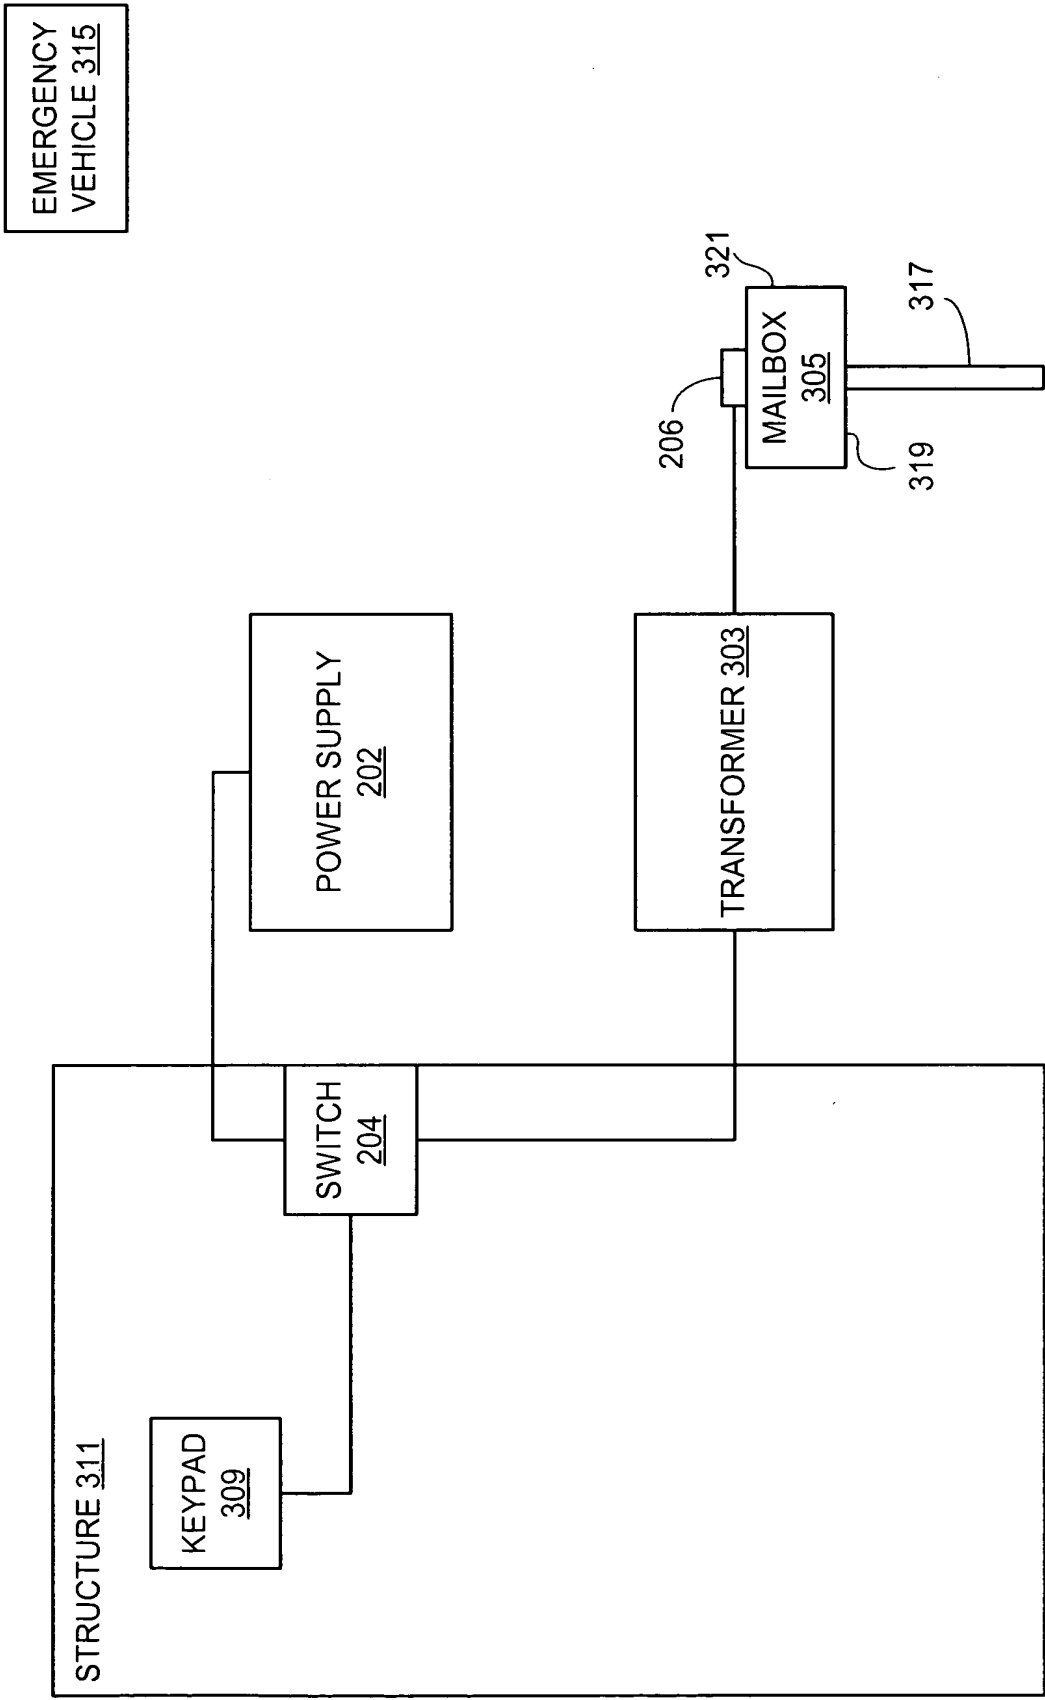 STRUCTURE 311
KEYPAD
309
SWITCH
204
POWER SUPPLY
202
TRANSFORMER 303
206
MAILBOX
305
321
319
317
EMERGENCY
VEHICLE 315